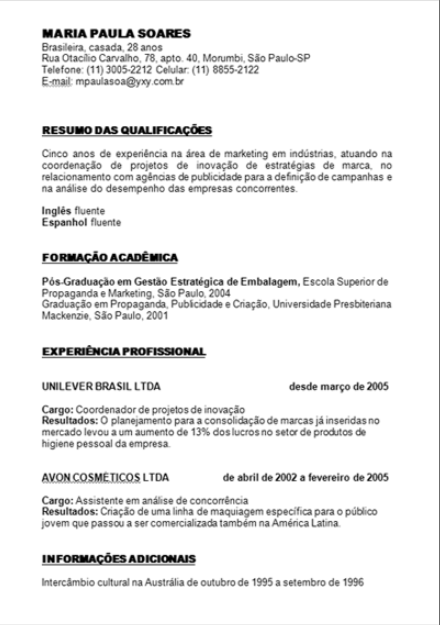 MARIA PAULA SOARES
Brasileira, casada, 28 anos
Rua Otacílio Carvalho, 78, apto. 40, Morumbi, São Paulo-SP
Telefone: (11) 3005-2212 Celular: (11) 8855-2122
E-mail: mpaulasoa@yxy.com.br
RESUMO DAS QUALIFICAÇÕES
Cinco anos de experiência na área de marketing em indústrias, atuando na
coordenação de projetos de inovação de estratégias de marca, no
relacionamento com agências de publicidade para a definição de campanhas e
na análise do desempenho das empresas concorrentes.
Inglês fluente
Espanhol fluente
FORMAÇÃO ACADÊMICA
Pós-Graduação em Gestão Estratégica de Embalagem, Escola Superior de
Propaganda e Marketing, São Paulo, 2004
Graduação em Propaganda, Publicidade e Criação, Universidade Presbiteriana
Mackenzie, São Paulo, 2001
EXPERIÊNCIA PROFISSIONAL
UNILEVER BRASIL LTDA desde março de 2005
Cargo: Coordenador de projetos de inovação
Resultados: O planejamento para a consolidação de marcas já inseridas no
mercado levou a um aumento de 13% dos lucros no setor de produtos de
higiene pessoal da empresa.
AVON COSMÉTICOS LTDA de abril de 2002 a fevereiro de 2005
Cargo: Assistente em análise de concorrência
Resultados: Criação de uma linha de maquiagem específica para o público
jovem que passou a ser comercializada também na América Latina.
INFORMAÇÕES ADICIONAIS
Intercâmbio cultural na Austrália de outubro de 1995 a setembro de 1996